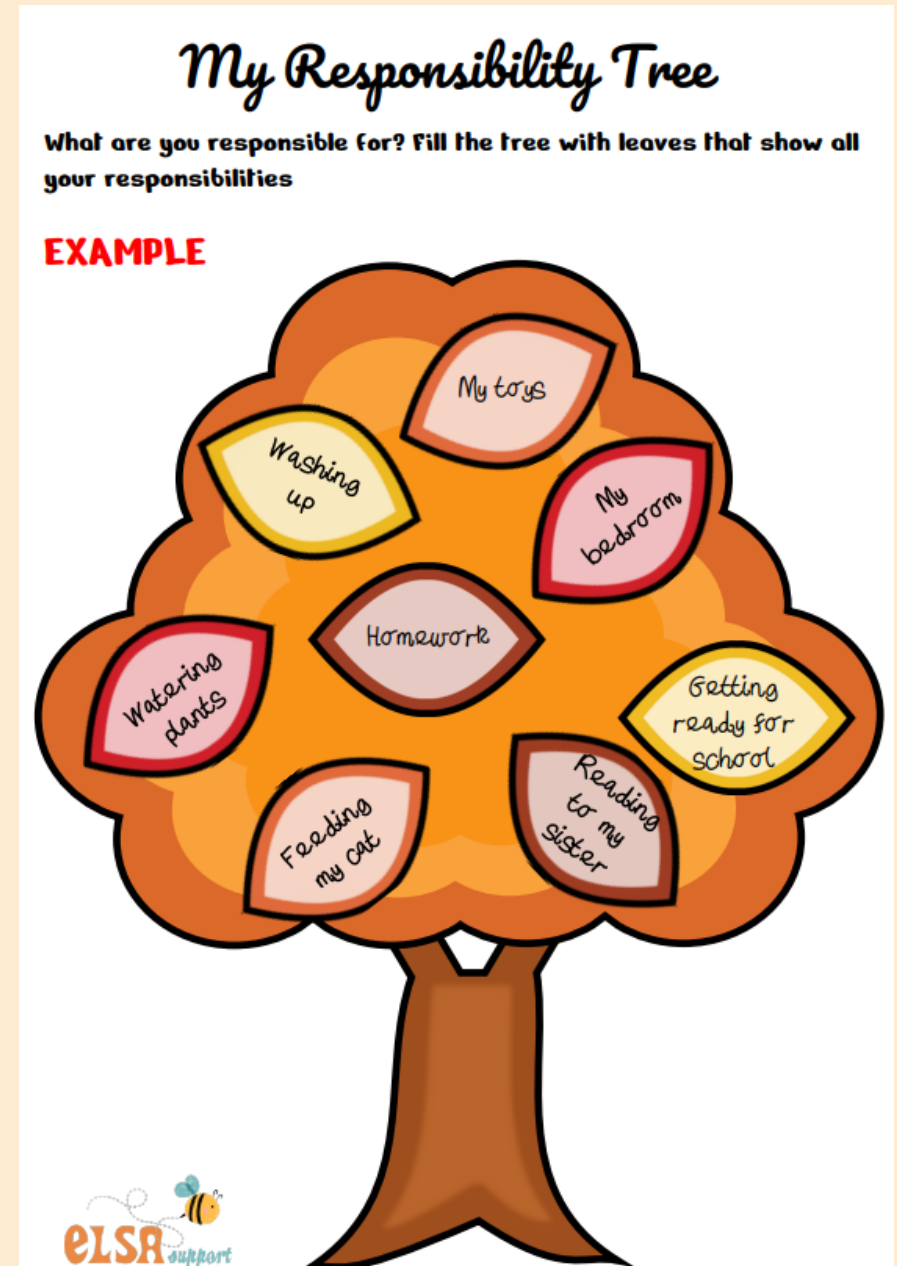 My Responsibility Tree
What are you responsible for? Fill the tree with leaves that show all
your responsibilities
EXAMPLE
My toys
Washing
up
My
bedroom
Homework
Watering
plants
Getting
ready for
school
Feeding
my cat
Reading
to my
sister
eLSA support